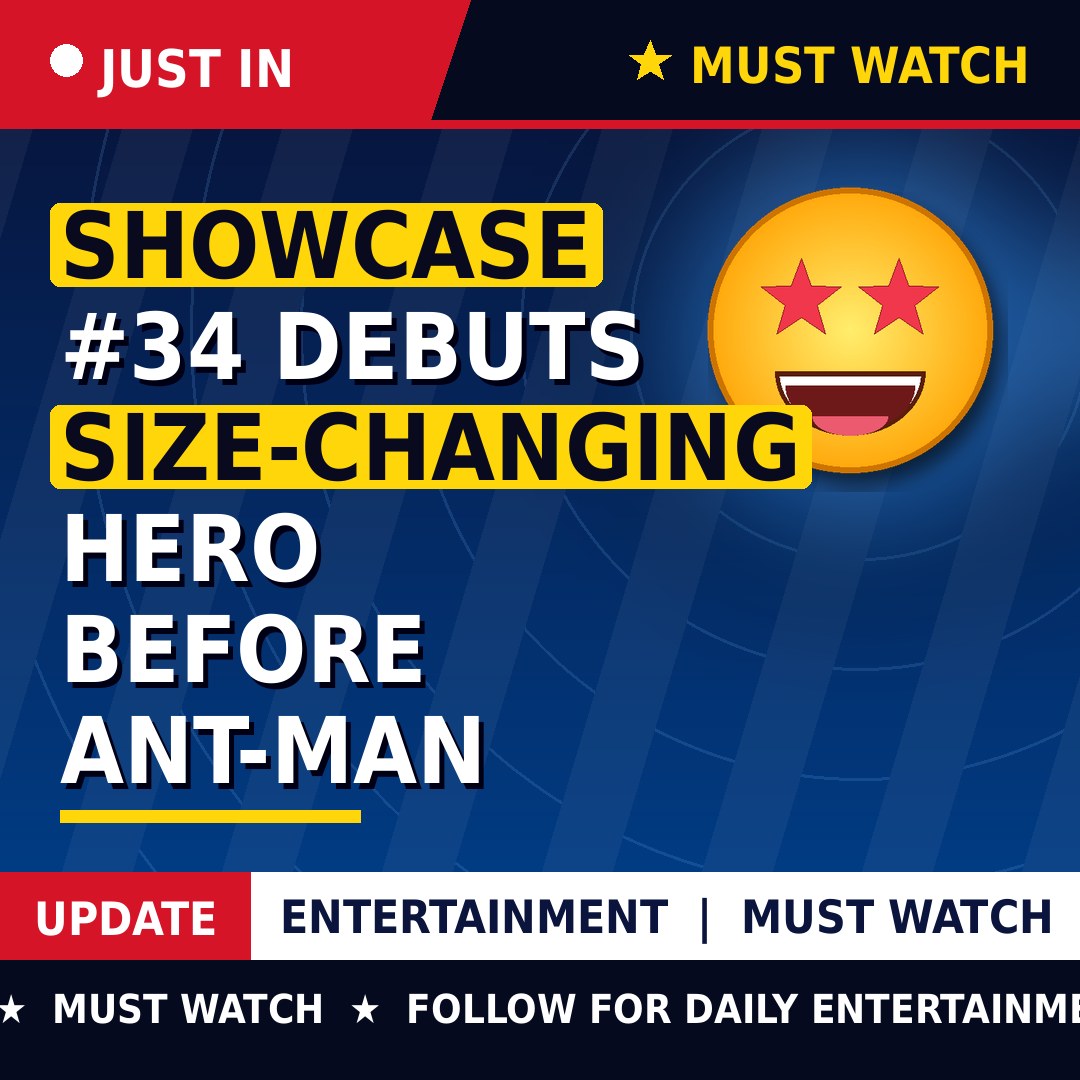 JUST IN
★ MUST WATCH
SHOWCASE
#34 DEBUTS
SIZE-CHANGING
HERO
BEFORE
ANT-MAN
UPDATE
ENTERTAINMENT | MUST WATCH
★ MUST WATCH ★ FOLLOW FOR DAILY ENTERTAINME